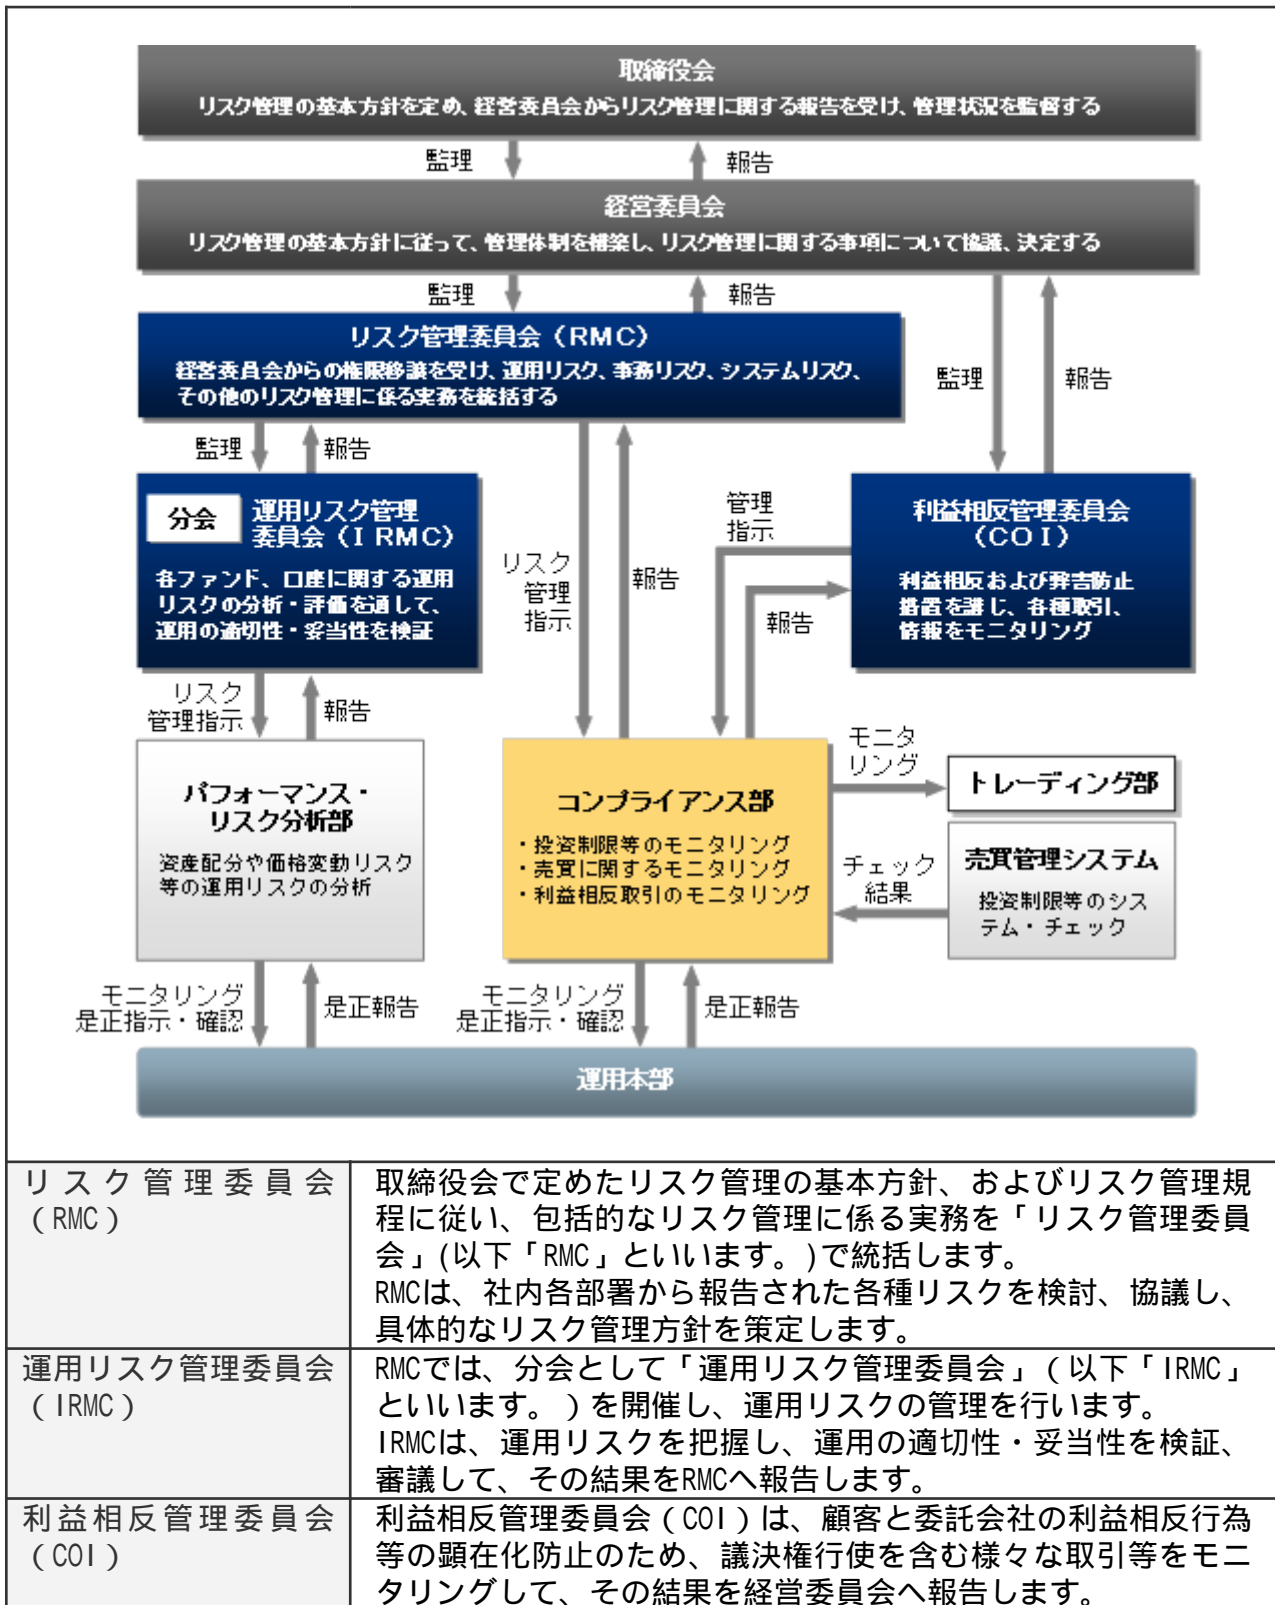 取締役会
リスク管理の基本方針を定め、経営委員会からリスク管理に関する報告を受け、管理状況を監督する
監理
報告
経営委員会
リスク管理の基本方針に従って、管理体制を構築し、リスク管理に関する事項について協議、決定する
監理
報告
リスク管理委員会（RMC）
経営委員会からの権限移譲を受け、運用リスク、事務リスク、システムリスク、
その他のリスク管理に係る実務を統括する
監理
報告
監理
報告
分会
運用リスク管理
委員会（IRMC）
各ファンド、口座に関する運用
リスクの分析・評価を通して、
運用の適切性・妥当性を検証
リスク
管理
指示
報告
管理
指示
報告
利益相反管理委員会
（COI）
利益相反および弊害防止
措置を講じ、各種取引、
情報をモニタリング
リスク
管理指示
報告
パフォーマンス・
リスク分析部
資産配分や価格変動リスク
等の運用リスクの分析
コンプライアンス部
・投資制限等のモニタリング
・売買に関するモニタリング
・利益相反取引のモニタリング
モニタ
リング
トレーディング部
チェック
結果
売買管理システム
投資制限等のシス
テム・チェック
モニタリング
是正指示・確認
是正報告
モニタリング
是正指示・確認
是正報告
運用本部
リスク管理委員会
（RMC）
取締役会で定めたリスク管理の基本方針、およびリスク管理規
程に従い、包括的なリスク管理に係る実務を「リスク管理委員
会」(以下「RMC」といいます。)で統括します。
RMCは、社内各部署から報告された各種リスクを検討、協議し、
具体的なリスク管理方針を策定します。
運用リスク管理委員会
（IRMC）
RMCでは、分会として「運用リスク管理委員会」（以下「IRMC」
といいます。）を開催し、運用リスクの管理を行います。
IRMCは、運用リスクを把握し、運用の適切性・妥当性を検証、
審議して、その結果をRMCへ報告します。
利益相反管理委員会
（COI）
利益相反管理委員会（COI）は、顧客と委託会社の利益相反行為
等の顕在化防止のため、議決権行使を含む様々な取引等をモニ
タリングして、その結果を経営委員会へ報告します。